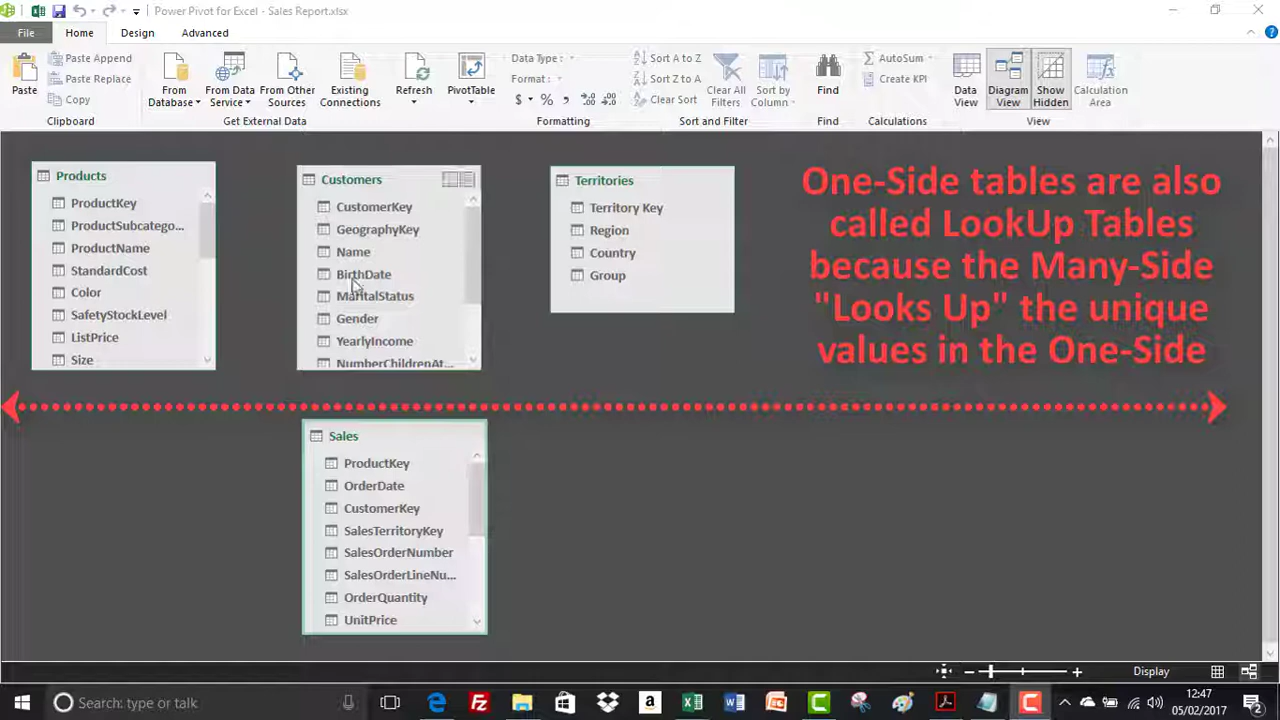 Power Pivot for Excel - Sales Report.xlsx
File Home Design Advanced
Paste
Paste Append
Paste Replace
Copy
Clipboard
From Database
From Data Service
From Other Sources
Existing Connections
Get External Data
Refresh
PivotTable
Data Type :
Format :
$ % , .00 .00
Formatting
Sort A to Z
Sort Z to A
Clear Sort
Clear All Filters
Sort by Column
Sort and Filter
Find
Find
AutoSum
Create KPI
Calculations
Data View
Diagram View
Show Hidden
Calculation Area
View
Products
ProductKey
ProductSubcatego...
ProductName
StandardCost
Color
SafetyStockLevel
ListPrice
Size
Customers
CustomerKey
GeographyKey
Name
BirthDate
MaritalStatus
Gender
YearlyIncome
NumberChildrenAt...
Territories
Territory Key
Region
Country
Group
One-Side tables are also
called LookUp Tables
because the Many-Side
"Looks Up" the unique
values in the One-Side
Sales
ProductKey
OrderDate
CustomerKey
SalesTerritoryKey
SalesOrderNumber
SalesOrderLineNu...
OrderQuantity
UnitPrice
Display
Search: type or talk
12:47
05/02/2017
2